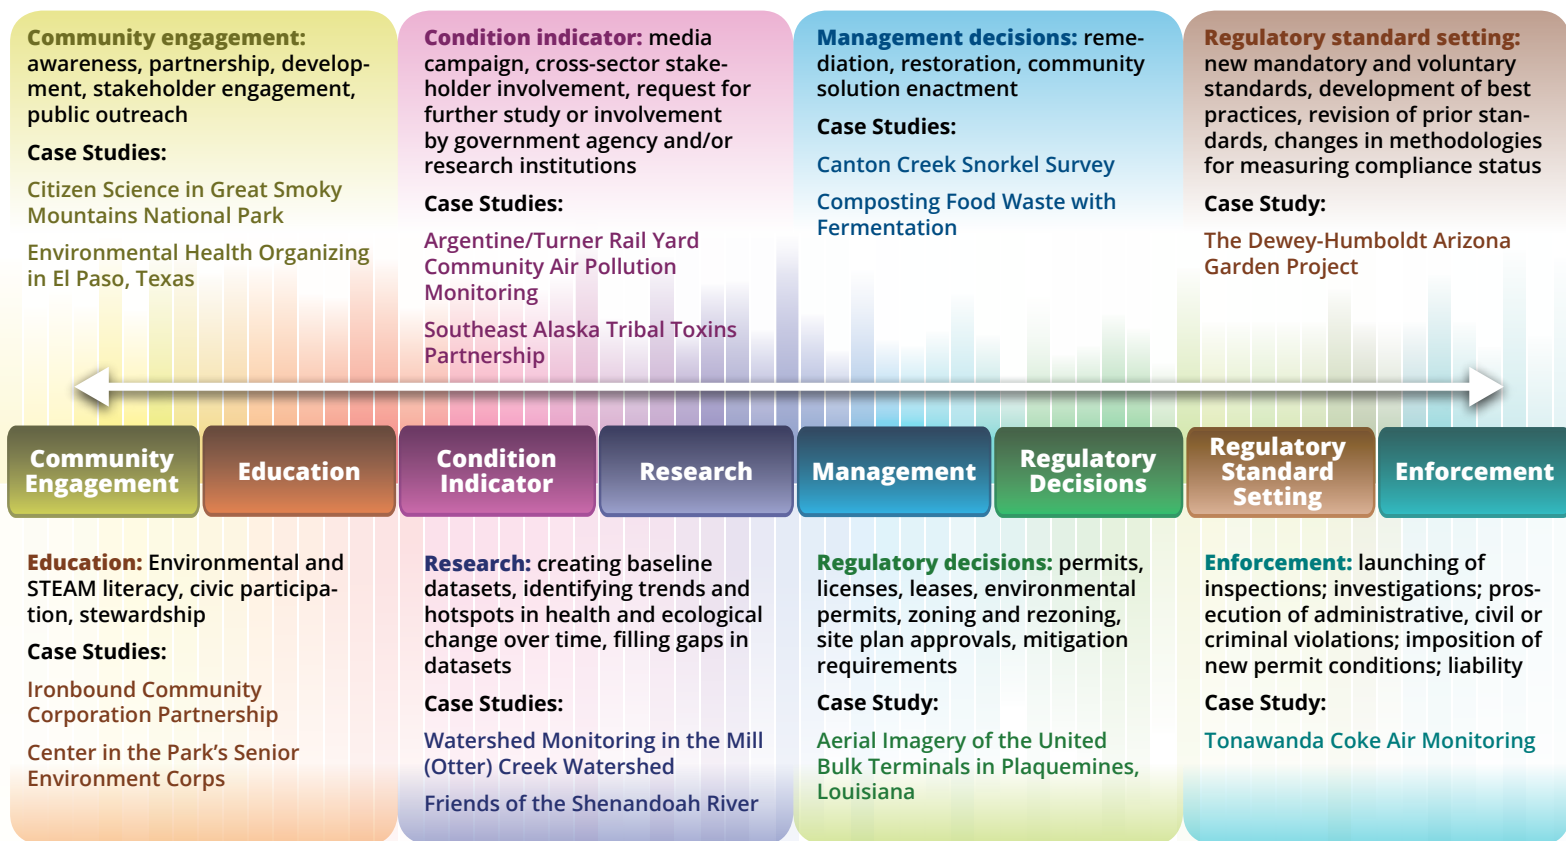 Community engagement:
awareness, partnership, develop-
ment, stakeholder engagement,
public outreach
Case Studies:
Citizen Science in Great Smoky
Mountains National Park
Environmental Health Organizing
in El Paso, Texas
Condition indicator: media
campaign, cross-sector stake-
holder involvement, request for
further study or involvement
by government agency and/or
research institutions
Case Studies:
Argentine/Turner Rail Yard
Community Air Pollution
Monitoring
Southeast Alaska Tribal Toxins
Partnership
Management decisions: reme-
diation, restoration, community
solution enactment
Case Studies:
Canton Creek Snorkel Survey
Composting Food Waste with
Fermentation
Regulatory standard setting:
new mandatory and voluntary
standards, development of best
practices, revision of prior stan-
dards, changes in methodologies
for measuring compliance status
Case Study:
The Dewey-Humboldt Arizona
Garden Project
Community
Engagement
Education
Condition
Indicator
Research
Management
Regulatory
Decisions
Regulatory
Standard
Setting
Enforcement
Education: Environmental and
STEAM literacy, civic participa-
tion, stewardship
Case Studies:
Ironbound Community
Corporation Partnership
Center in the Park's Senior
Environment Corps
Research: creating baseline
datasets, identifying trends and
hotspots in health and ecological
change over time, filling gaps in
datasets
Case Studies:
Watershed Monitoring in the Mill
(Otter) Creek Watershed
Friends of the Shenandoah River
Regulatory decisions: permits,
licenses, leases, environmental
permits, zoning and rezoning,
site plan approvals, mitigation
requirements
Case Study:
Aerial Imagery of the United
Bulk Terminals in Plaquemines,
Louisiana
Enforcement: launching of
inspections; investigations; pros-
ecution of administrative, civil or
criminal violations; imposition of
new permit conditions; liability
Case Study:
Tonawanda Coke Air Monitoring